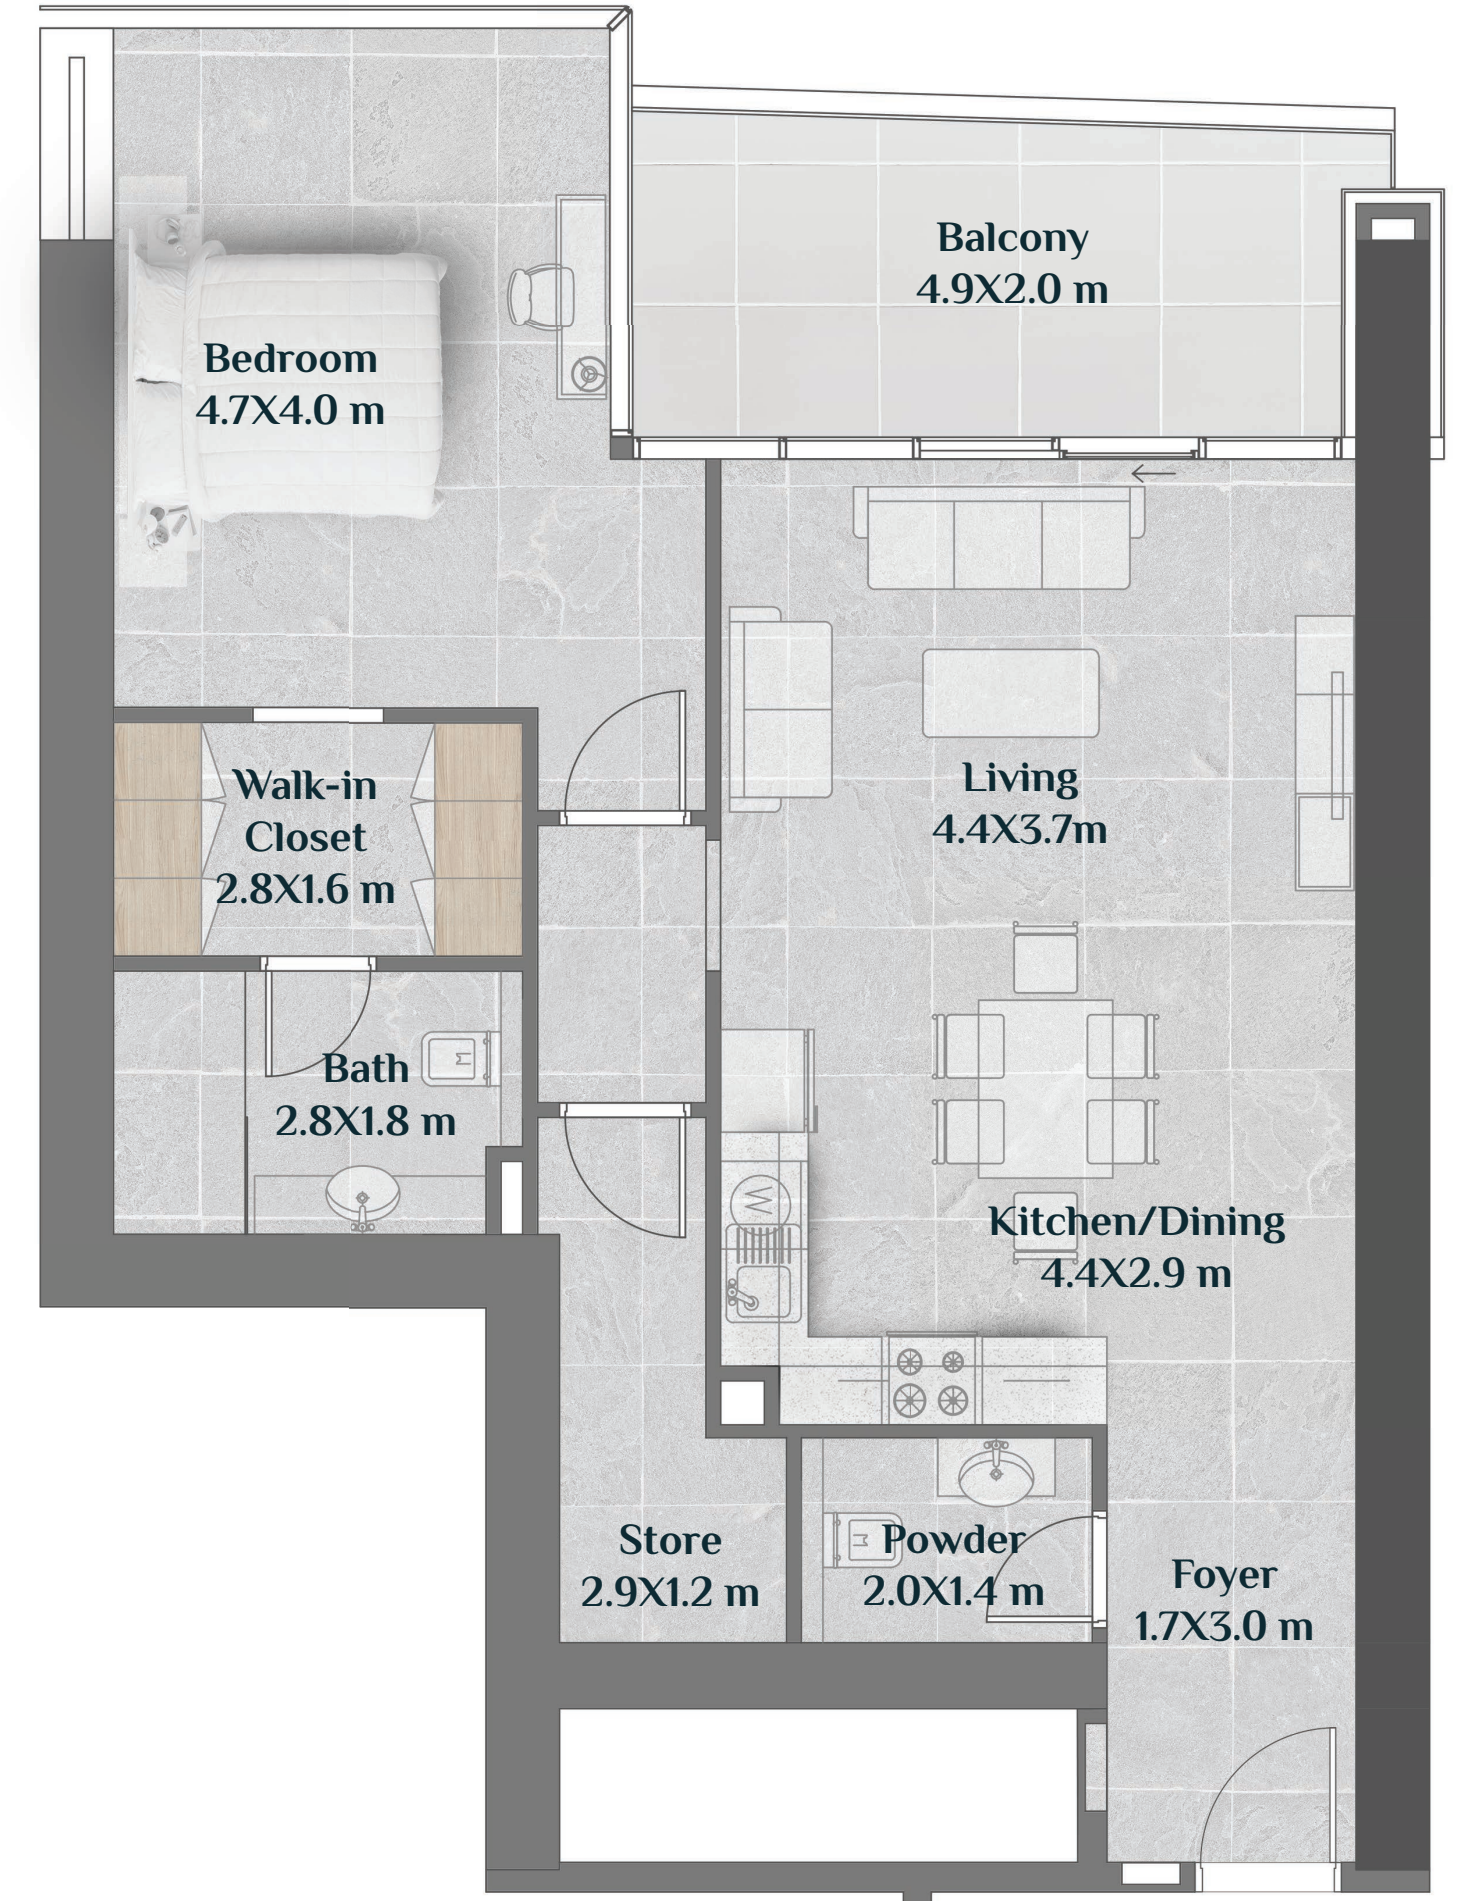 Balcony
4.9X2.0 m
Bedroom
4.7X4.0 m
Living
4.4X3.7m
Walk-in
Closet
2.8X1.6 m
Bath
2.8X1.8 m
W
Kitchen/Dining
4.4X2.9 m
Store
2.9X1.2 m
Powder
2.0X1.4 m
Foyer
1.7X3.0 m